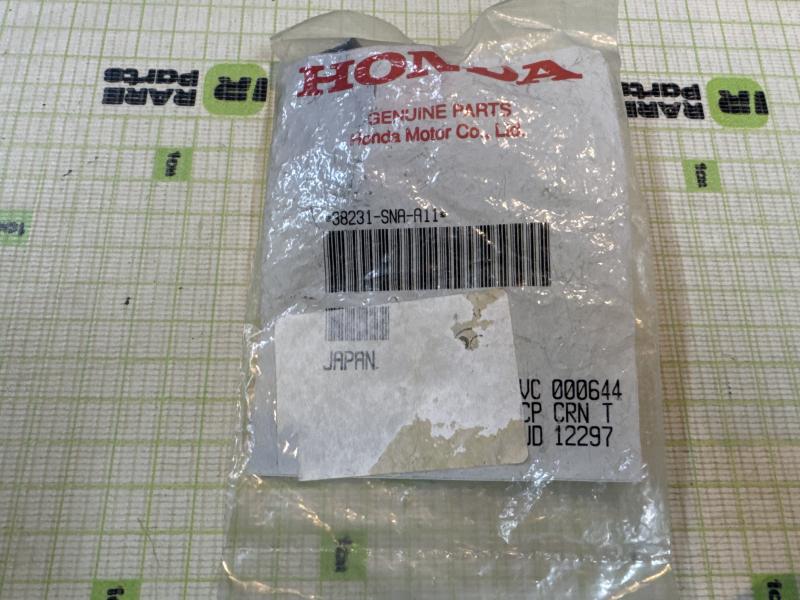 HONDA
GENUINE PARTS
Honda Motor Co., Ltd.
RARE
Parts
JR
RARE
Parts
JR
1cm
1cm
*38231-SNA-A11*
JAPAN
VC 000644
CP CRN T
UD 12297
1cm